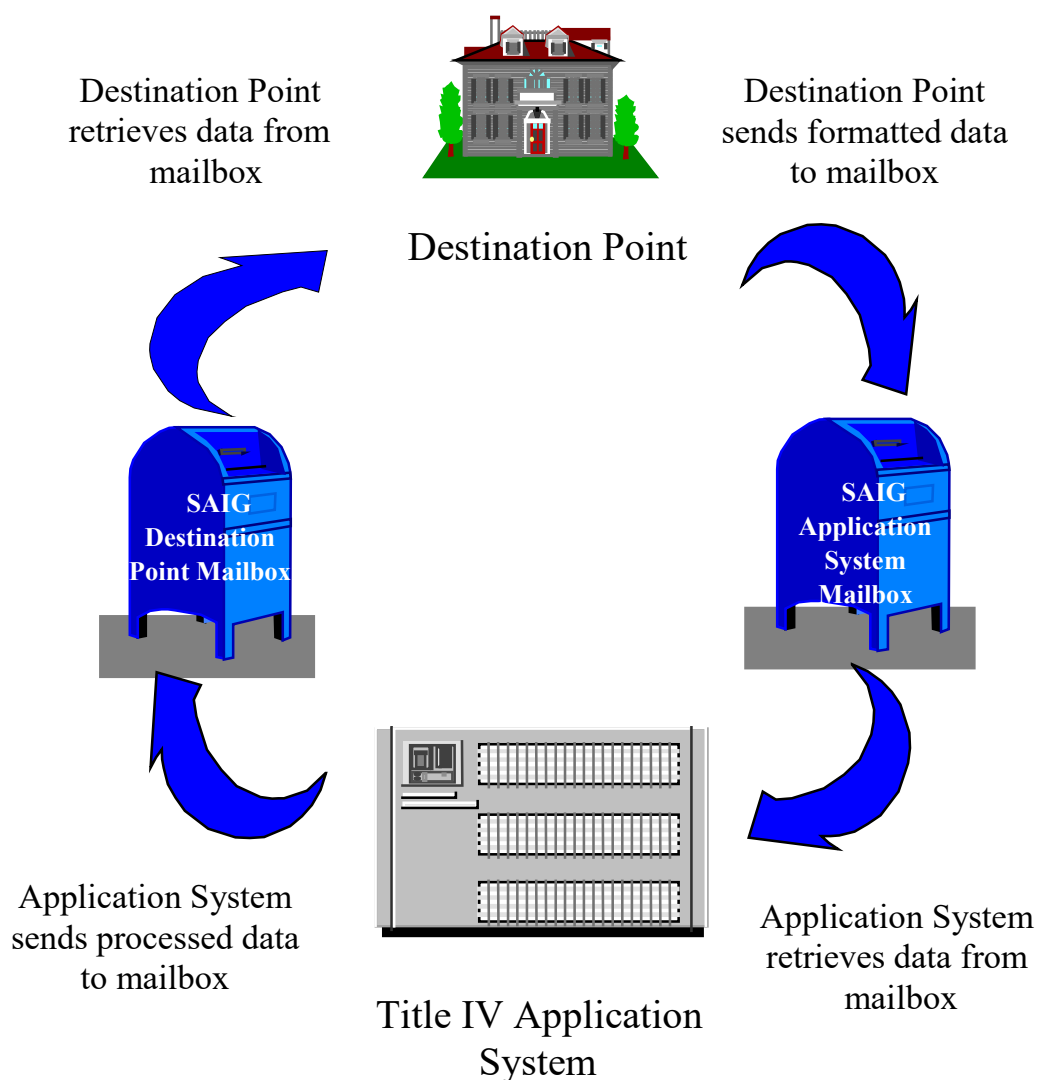 Destination Point
retrieves data from
mailbox
Destination Point
sends formatted data
to mailbox
Destination Point
SAIG
Destination
Point Mailbox
SAIG
Application
System
Mailbox
Application System
sends processed data
to mailbox
Application System
retrieves data from
mailbox
Title IV Application
System